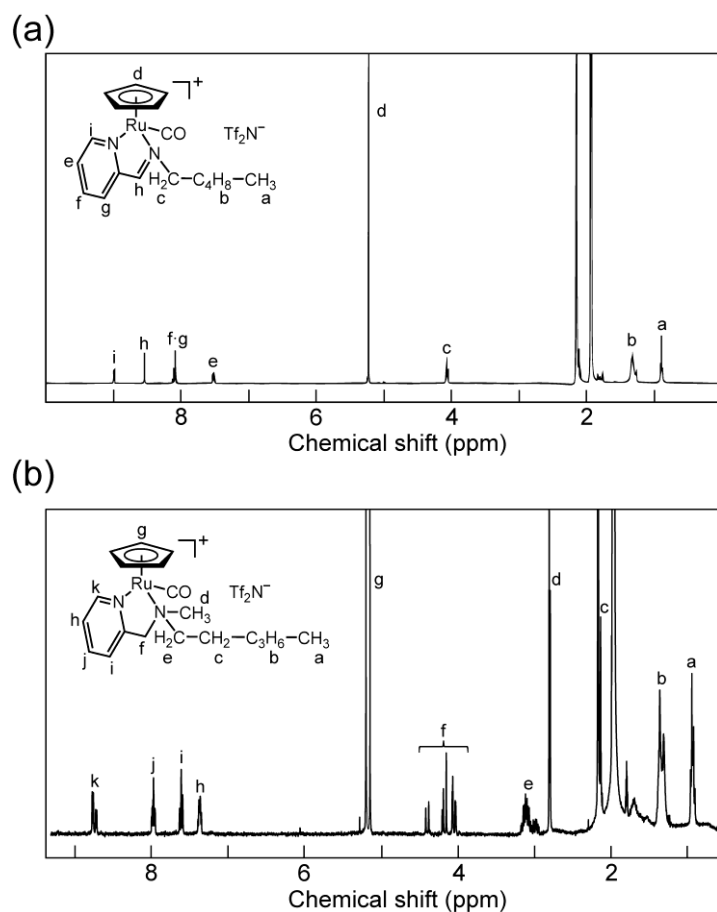 (a)
d
]+
i
Ru
CO
Tf₂N⁻
N
N
e
H₂C
C₄H₈
CH₃
f
h
c
b
a
g
d
i
h
f·g
e
c
b
a
8
6
4
2
Chemical shift (ppm)
(b)
g
]+
k
Ru
CO
d
Tf₂N⁻
N
N
CH₃
h
H₂C
CH₂
C₃H₆
CH₃
j
i
f
e
c
b
a
k
j
i
h
g
f
e
d
c
b
a
8
6
4
2
Chemical shift (ppm)